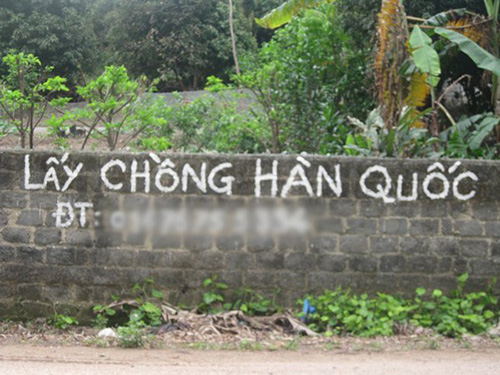 LẤY CHỒNG HÀN QUỐC
ĐT: